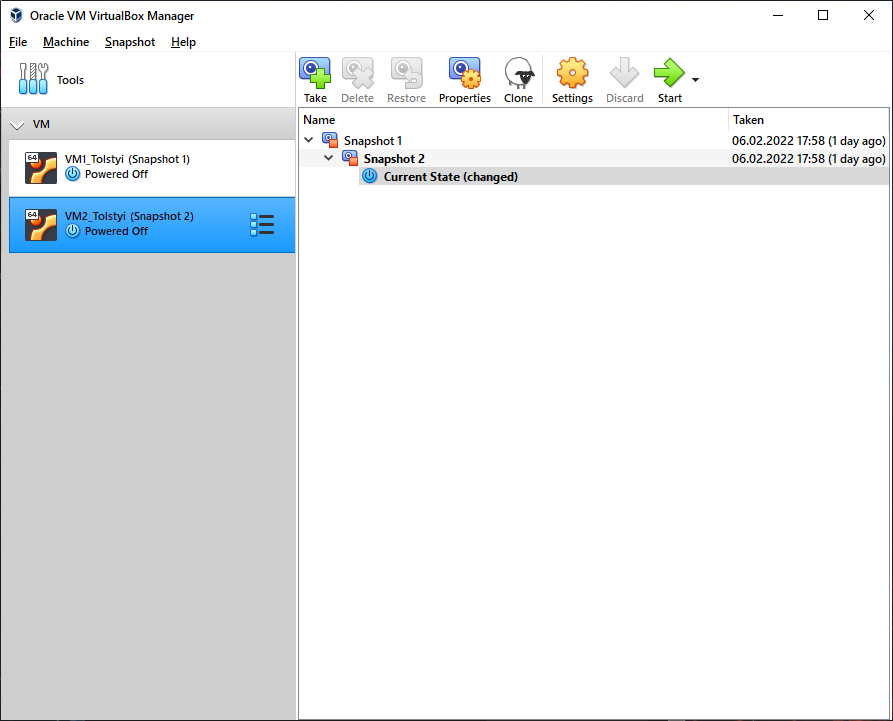 Oracle VM VirtualBox Manager
File Machine Snapshot Help
Tools
Take Delete Restore Properties Clone Settings Discard Start
VM
64
VM1_Tolstyi (Snapshot 1)
Powered Off
64
VM2_Tolstyi (Snapshot 2)
Powered Off
Name Taken
Snapshot 1 06.02.2022 17:58 (1 day ago)
Snapshot 2 06.02.2022 17:58 (1 day ago)
Current State (changed)